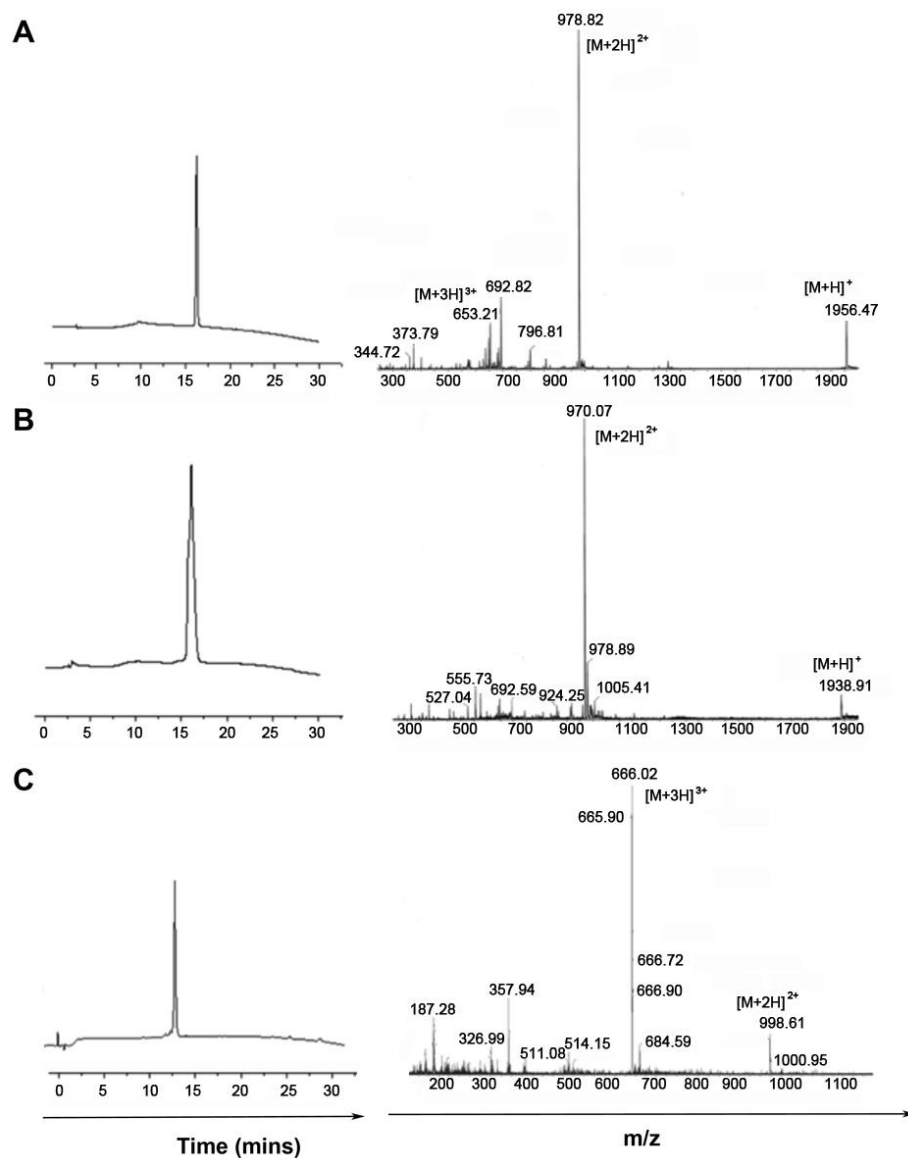 A
978.82
[M+2H]2+
[M+H]+
[M+3H]3+
692.82
1956.47
653.21
373.79
796.81
344.72
0 5 10 15 20 25 30
300 500 700 900 1100 1300 1500 1700 1900
B
970.07
[M+2H]2+
978.89
[M+H]+
555.73
692.59
1938.91
527.04
924.25
1005.41
0 5 10 15 20 25 30
300 500 700 900 1100 1300 1500 1700 1900
C
666.02
[M+3H]3+
665.90
666.72
666.90
357.94
[M+2H]2+
187.28
998.61
326.99
514.15
684.59
511.08
1000.95
0 5 10 15 20 25 30
200 300 400 500 600 700 800 900 1000 1100
Time (mins)
m/z